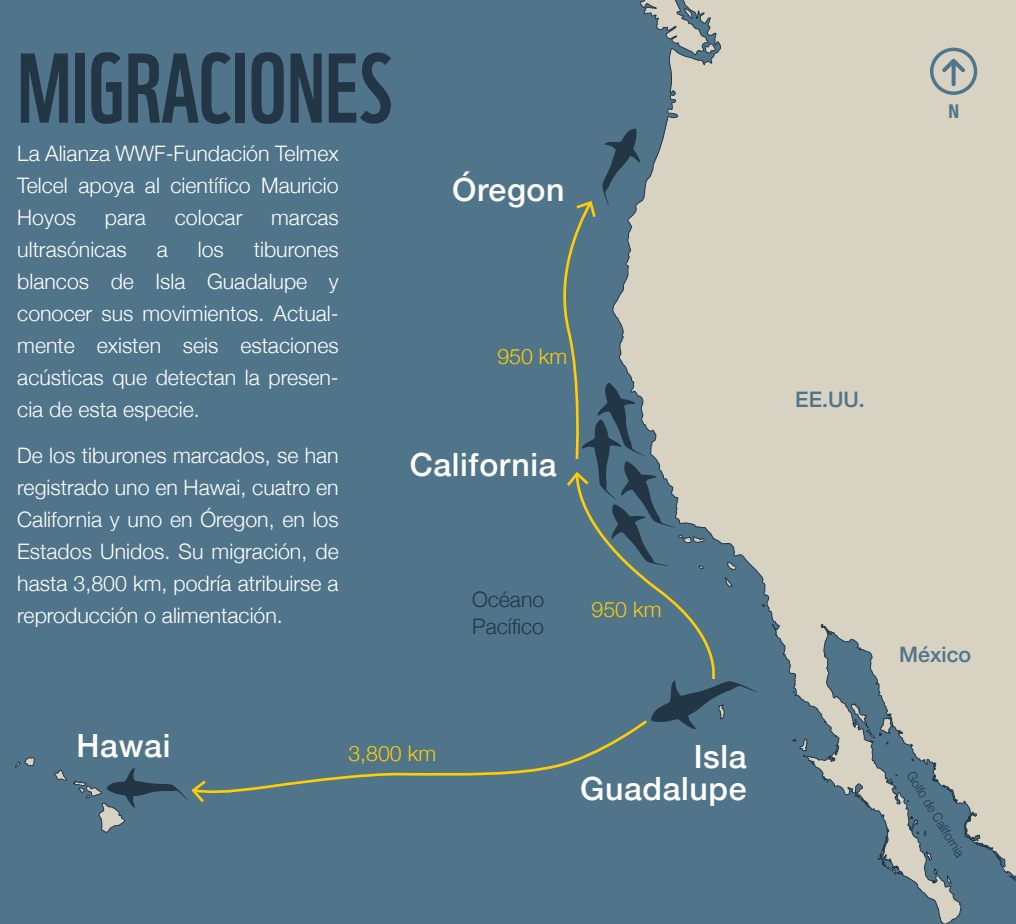 MIGRACIONES
La Alianza WWF-Fundación Telmex
Telcel apoya al científico Mauricio
Hoyos para colocar marcas
ultrasónicas a los tiburones
blancos de Isla Guadalupe y
conocer sus movimientos. Actual-
mente existen seis estaciones
acústicas que detectan la presen-
cia de esta especie.
De los tiburones marcados, se han
registrado uno en Hawai, cuatro en
California y uno en Óregon, en los
Estados Unidos. Su migración, de
hasta 3,800 km, podría atribuirse a
reproducción o alimentación.
N
Óregon
950 km
EE.UU.
California
Océano
Pacífico
950 km
México
Hawai
3,800 km
Isla
Guadalupe
Golfo de California